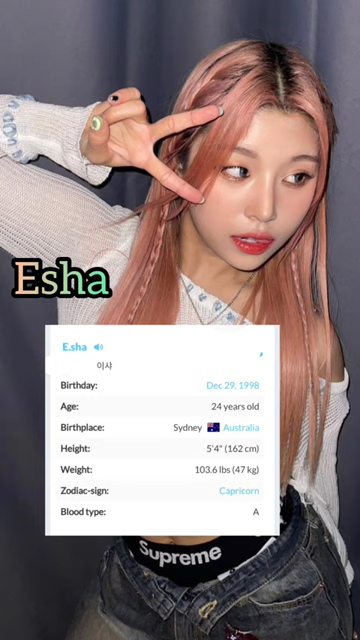 Esha
E.sha
이샤
Birthday: Dec 29, 1998
Age: 24 years old
Birthplace: Sydney Australia
Height: 5'4" (162 cm)
Weight: 103.6 lbs (47 kg)
Zodiac-sign: Capricorn
Blood type: A
Supreme